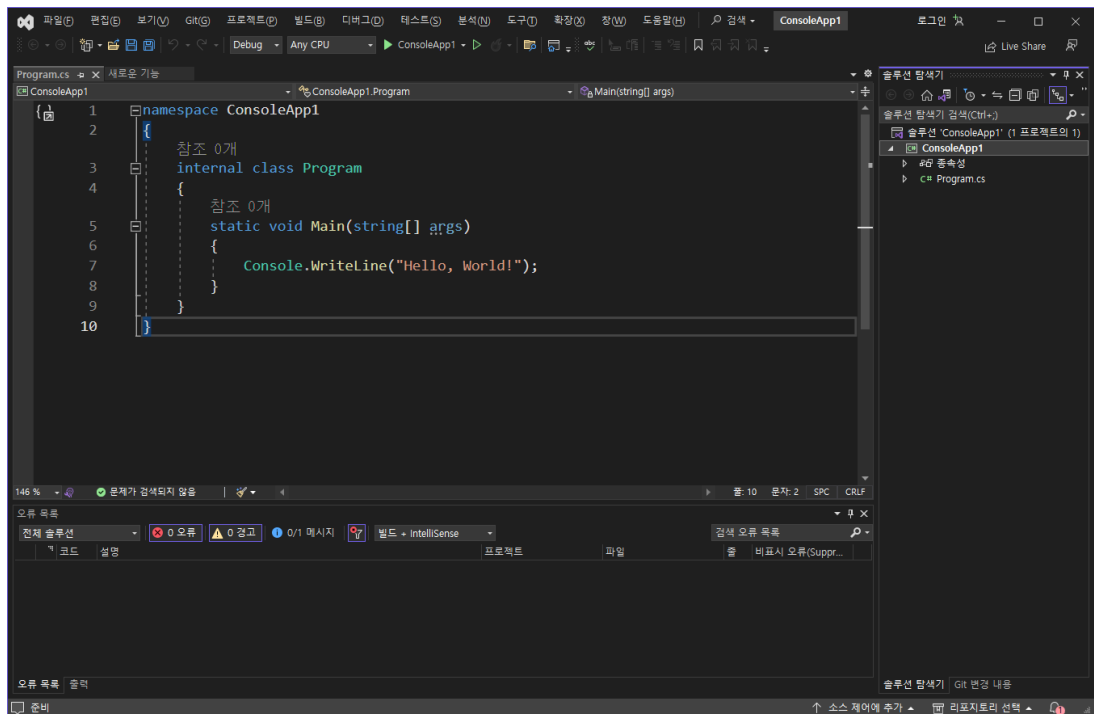 파일(F) 편집(E) 보기(V) Git(G) 프로젝트(P) 빌드(B) 디버그(D) 테스트(S) 분석(N) 도구(T) 확장(X) 창(W) 도움말(H) 검색 ConsoleApp1 로그인
Debug Any CPU ConsoleApp1 Live Share
Program.cs 새로운 기능
C# ConsoleApp1 ConsoleApp1.Program Main(string[] args)
1 namespace ConsoleApp1
2 {
참조 0개
3 internal class Program
4 {
참조 0개
5 static void Main(string[] args)
6 {
7 Console.WriteLine("Hello, World!");
8 }
9 }
10 }
146 % 문제가 검색되지 않음 줄: 10 문자: 2 SPC CRLF
오류 목록
전체 솔루션 0 오류 0 경고 0/1 메시지 빌드 + IntelliSense 검색 오류 목록
코드 설명 프로젝트 파일 줄 비표시 오류(Suppr...
오류 목록 출력
솔루션 탐색기
솔루션 탐색기 검색(Ctrl+;)
솔루션 'ConsoleApp1' (1 프로젝트의 1)
C# ConsoleApp1
종속성
C# Program.cs
솔루션 탐색기 Git 변경 내용
준비 소스 제어에 추가 리포지토리 선택 1